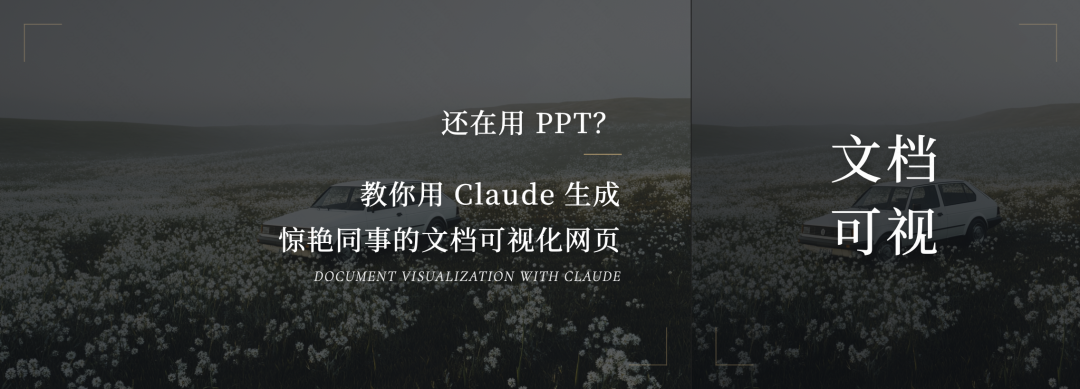 还在用 PPT？
教你用 Claude 生成
惊艳同事的文档可视化网页
DOCUMENT VISUALIZATION WITH CLAUDE
文档
可视